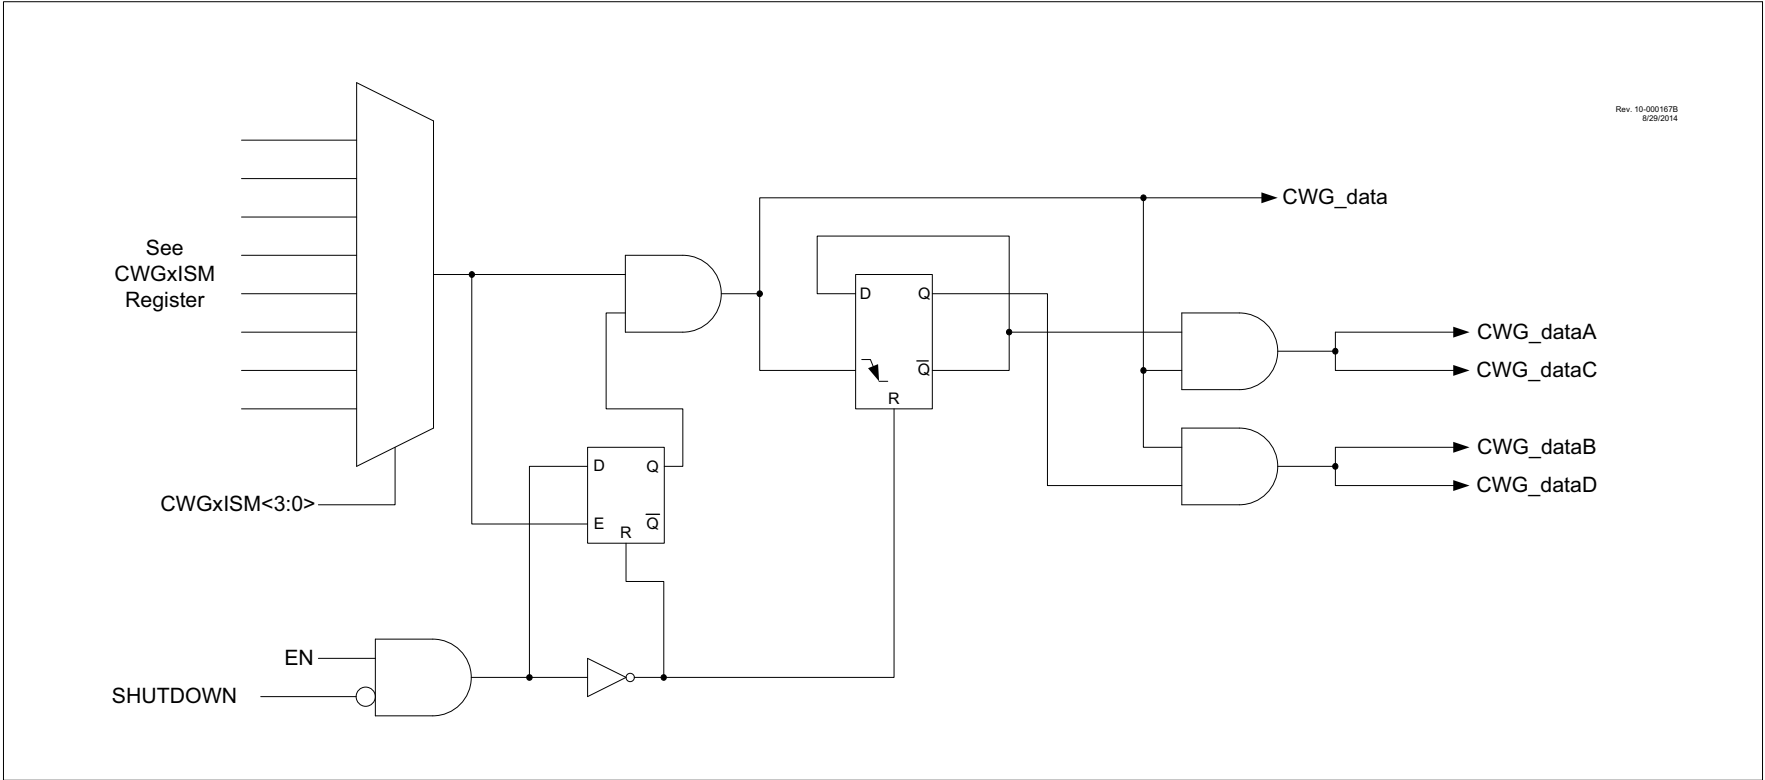 Rev. 10-000167B
8/29/2014
CWG_data
See
CWGxISM
Register
D
Q
Q
R
CWG_dataA
CWG_dataC
CWG_dataB
CWG_dataD
D
Q
E
R
Q
CWGxISM<3:0>
EN
SHUTDOWN